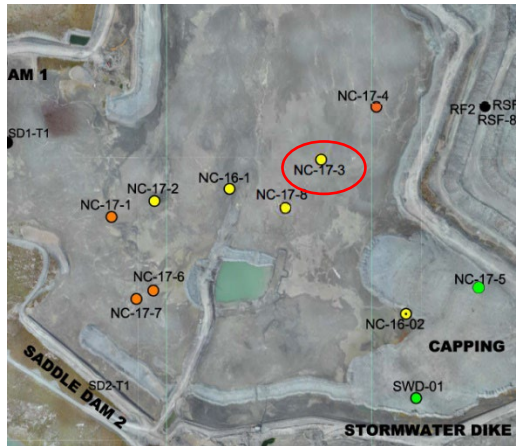 NC-17-4
RSF
RF2
RSF-8
AM 1
SD1-T1
NC-17-3
NC-16-1
NC-17-2
NC-17-8
NC-17-1
NC-17-6
NC-17-5
NC-17-7
NC-16-02
CAPPING
SADDLE DAM 2
SD2-T1
SWD-01
STORMWATER DIKE